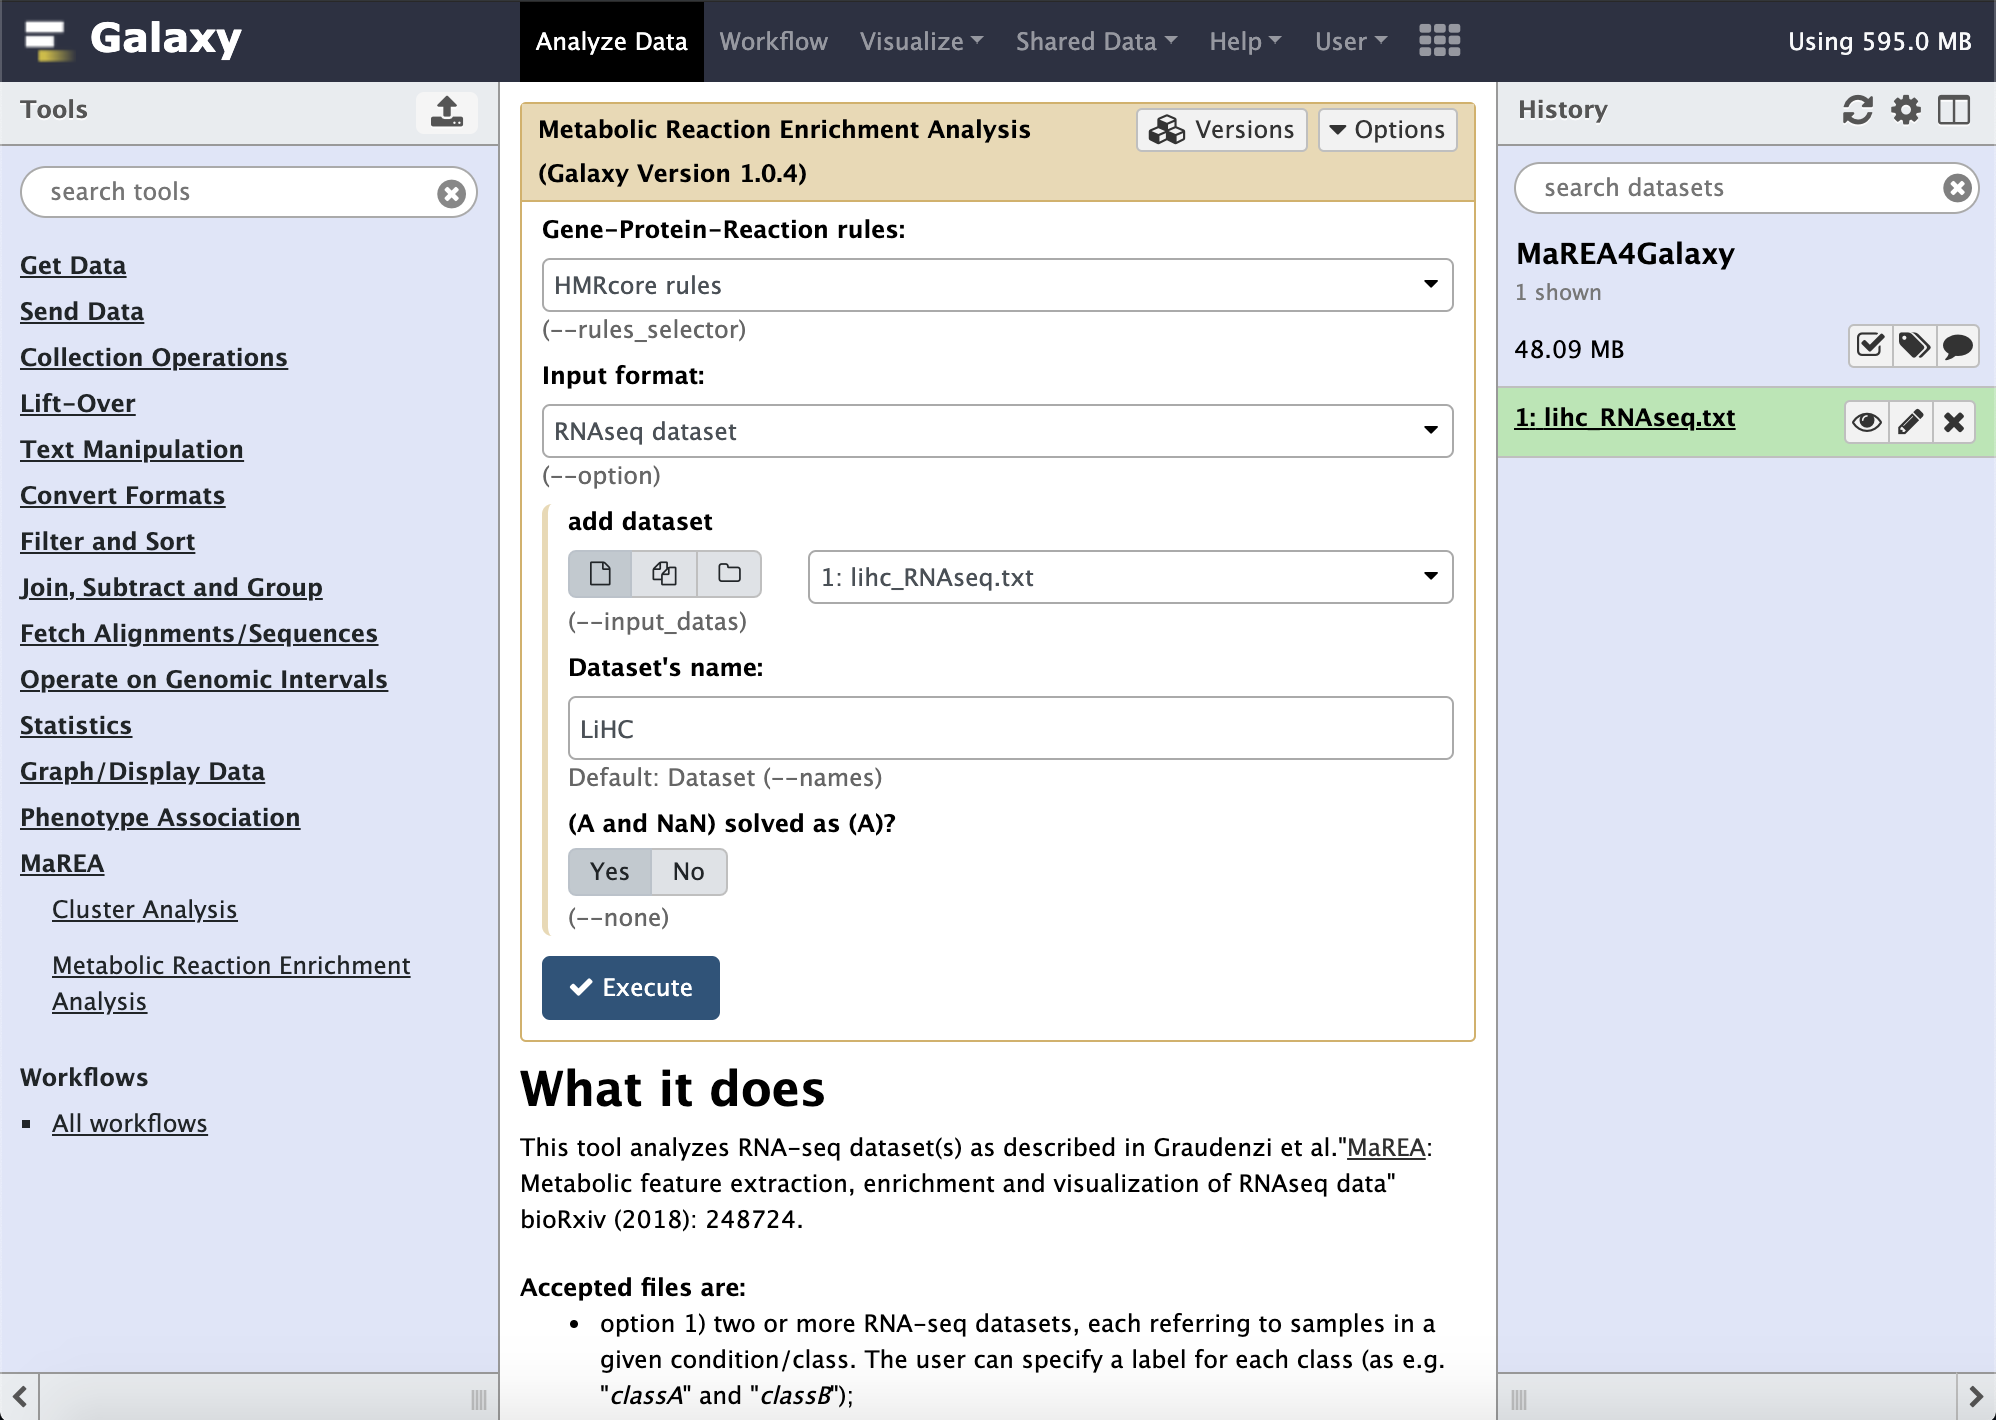 Galaxy
Analyze Data
Workflow
Visualize
Shared Data
Help
User
Using 595.0 MB
Tools
search tools
Get Data
Send Data
Collection Operations
Lift-Over
Text Manipulation
Convert Formats
Filter and Sort
Join, Subtract and Group
Fetch Alignments/Sequences
Operate on Genomic Intervals
Statistics
Graph/Display Data
Phenotype Association
MaREA
Cluster Analysis
Metabolic Reaction Enrichment
Analysis
Workflows
All workflows
Metabolic Reaction Enrichment Analysis
(Galaxy Version 1.0.4)
Versions
Options
Gene-Protein-Reaction rules:
HMRcore rules
(--rules_selector)
Input format:
RNAseq dataset
(--option)
add dataset
1: lihc_RNAseq.txt
(--input_datas)
Dataset's name:
LiHC
Default: Dataset (--names)
(A and NaN) solved as (A)?
Yes
No
(--none)
Execute
What it does
This tool analyzes RNA-seq dataset(s) as described in Graudenzi et al."MaREA:
Metabolic feature extraction, enrichment and visualization of RNAseq data"
bioRxiv (2018): 248724.
Accepted files are:
• option 1) two or more RNA-seq datasets, each referring to samples in a
given condition/class. The user can specify a label for each class (as e.g.
"classA" and "classB");
History
search datasets
MaREA4Galaxy
1 shown
48.09 MB
1: lihc_RNAseq.txt